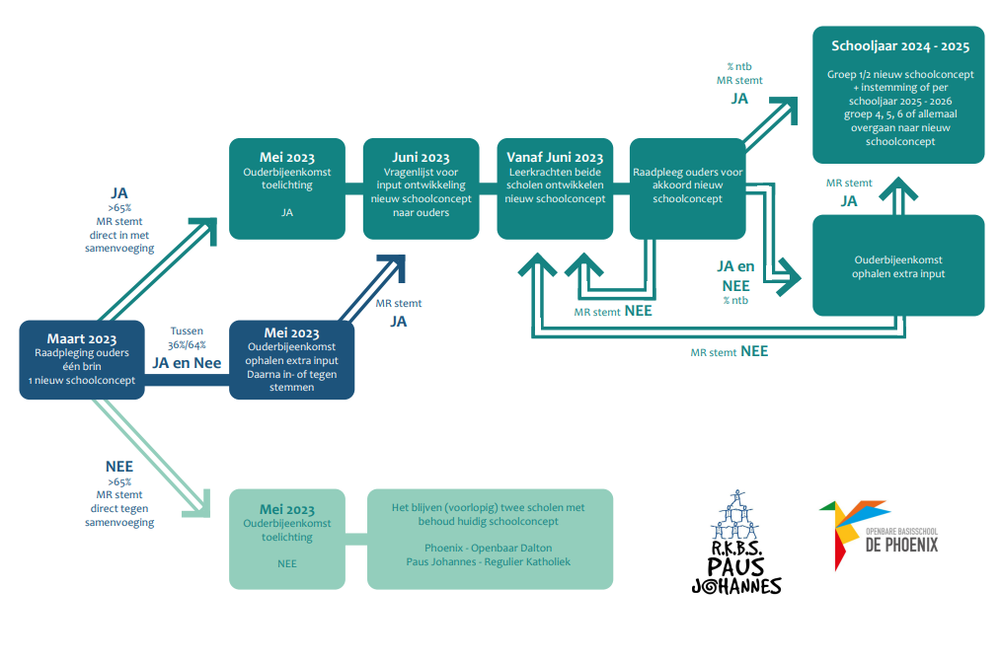 Schooljaar 2024 - 2025
Groep 1/2 nieuw schoolconcept
+ instemming of per
schooljaar 2025 - 2026
groep 4, 5, 6 of allemaal
overgaan naar nieuw
schoolconcept
% ntb
MR stemt
JA
Mei 2023
Ouderbijeenkomst
toelichting
JA
Juni 2023
Vragenlijst voor
input ontwikkeling
nieuw schoolconcept
naar ouders
Vanaf Juni 2023
Leerkrachten beide
scholen ontwikkelen
nieuw schoolconcept
Raadpleeg ouders voor
akkoord nieuw
schoolconcept
MR stemt
JA
JA
>65%
MR stemt
direct in met
samenvoeging
Ouderbijeenkomst
ophalen extra input
JA en
NEE
% ntb
MR stemt NEE
MR stemt
JA
MR stemt NEE
Maart 2023
Raadpleging ouders
één brin
1 nieuw schoolconcept
Tussen
36%/64%
JA en Nee
Mei 2023
Ouderbijeenkomst
ophalen extra input
Daarna in- of tegen
stemmen
NEE
>65%
MR stemt
direct tegen
samenvoeging
Mei 2023
Ouderbijeenkomst
toelichting
NEE
Het blijven (voorlopig) twee scholen met
behoud huidig schoolconcept
Phoenix - Openbaar Dalton
Paus Johannes - Regulier Katholiek
R.K.B.S.
PAUS
JOHANNES
OPENBARE BASISSCHOOL
DE PHOENIX